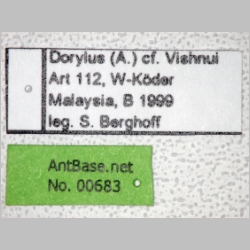 Dorylus (A.) cf. Vishnui
Art 112, W-Köder
Malaysia, B 1999
leg. S. Berghoff
AntBase.net
No. 00683